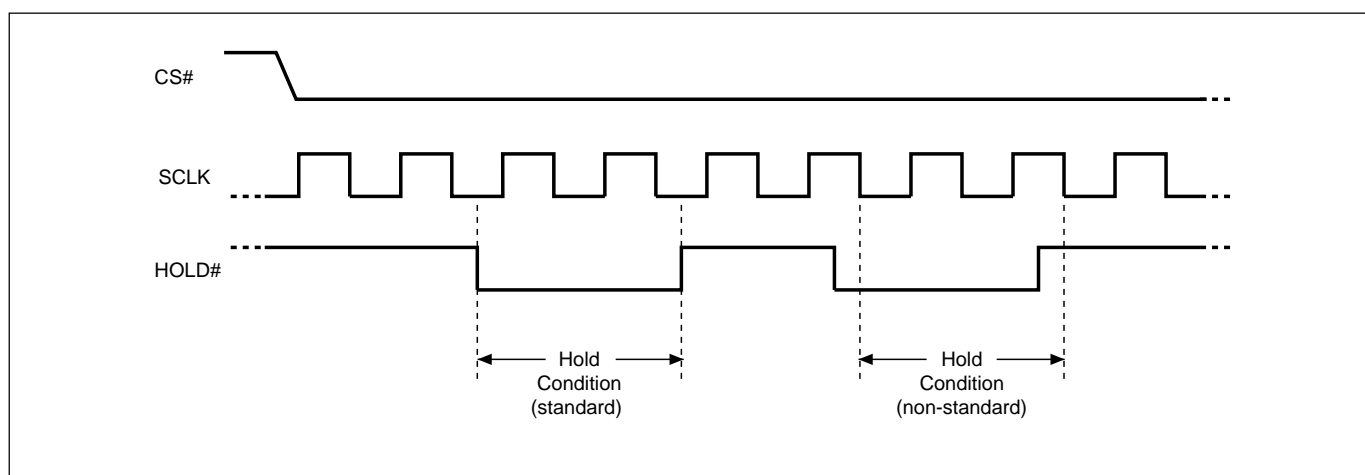 CS#
SCLK
HOLD#
Hold
Condition
(standard)
Hold
Condition
(non-standard)